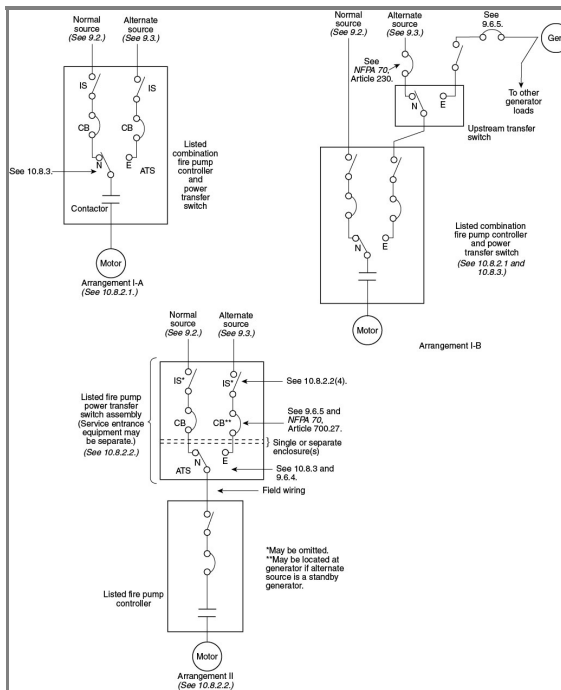 Normal
source
(See 9.2.)
Alternate
source
(See 9.3.)
IS
IS
CB
CB
N
E
ATS
See 10.8.3.
Contactor
Listed
combination
fire pump
controller
and
power
transfer
switch
Motor
Arrangement I-A
(See 10.8.2.1.)
Normal
source
(See 9.2.)
Alternate
source
(See 9.3.)
See
9.6.5.
Gen
See
NFPA 70,
Article 230.
To other
generator
loads
N
E
Upstream transfer
switch
N
E
Listed combination
fire pump controller
and power
transfer switch
(See 10.8.2.1 and
10.8.3.)
Motor
Arrangement I-B
Normal
source
(See 9.2.)
Alternate
source
(See 9.3.)
Listed fire pump
power transfer
switch assembly
(Service entrance
equipment may
be separate.)
(See 10.8.2.2.)
IS*
IS*
See 10.8.2.2(4).
CB
CB**
See 9.6.5 and
NFPA 70,
Article 700.27.
Single or separate
enclosure(s)
N
E
ATS
See 10.8.3 and
9.6.4.
Field wiring
*May be omitted.
**May be located at
generator if alternate
source is a standby
generator.
Listed fire pump
controller
Motor
Arrangement II
(See 10.8.2.2.)